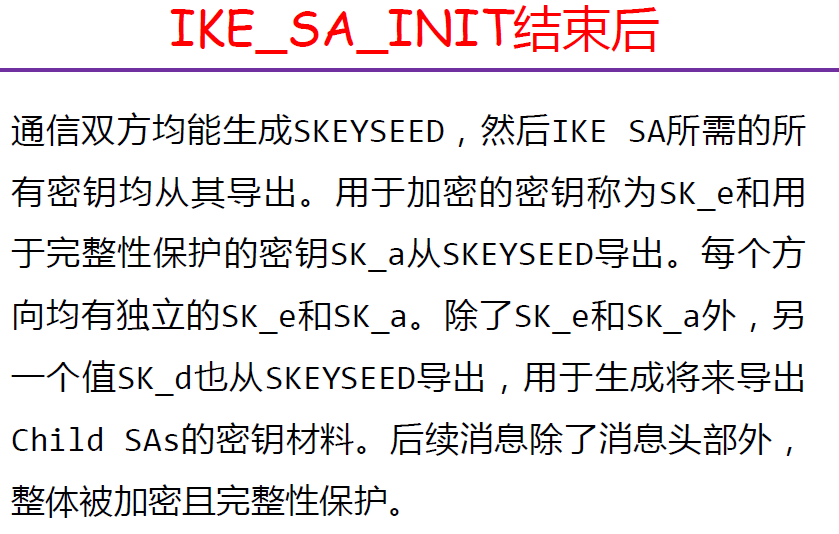 IKE_SA_INIT结束后
通信双方均能生成SKEYSEED，然后IKE SA所需的所
有密钥均从其导出。用于加密的密钥称为SK_e和用
于完整性保护的密钥SK_a从SKEYSEED导出。每个方
向均有独立的SK_e和SK_a。除了SK_e和SK_a外，另
一个值SK_d也从SKEYSEED导出，用于生成将来导出
Child SAs的密钥材料。后续消息除了消息头部外，
整体被加密且完整性保护。